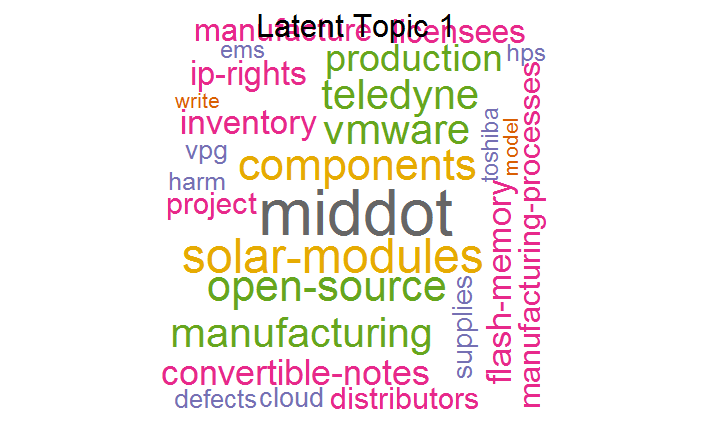 Latent Topic 1
manufacture licensees
ems
production
hps
ip-rights
teledyne
write
inventory
vmware
toshiba
model
manufacturing-processes
vpg
components
harm
project
middot
solar-modules
flash-memory
open-source
supplies
manufacturing
convertible-notes
defects
cloud
distributors